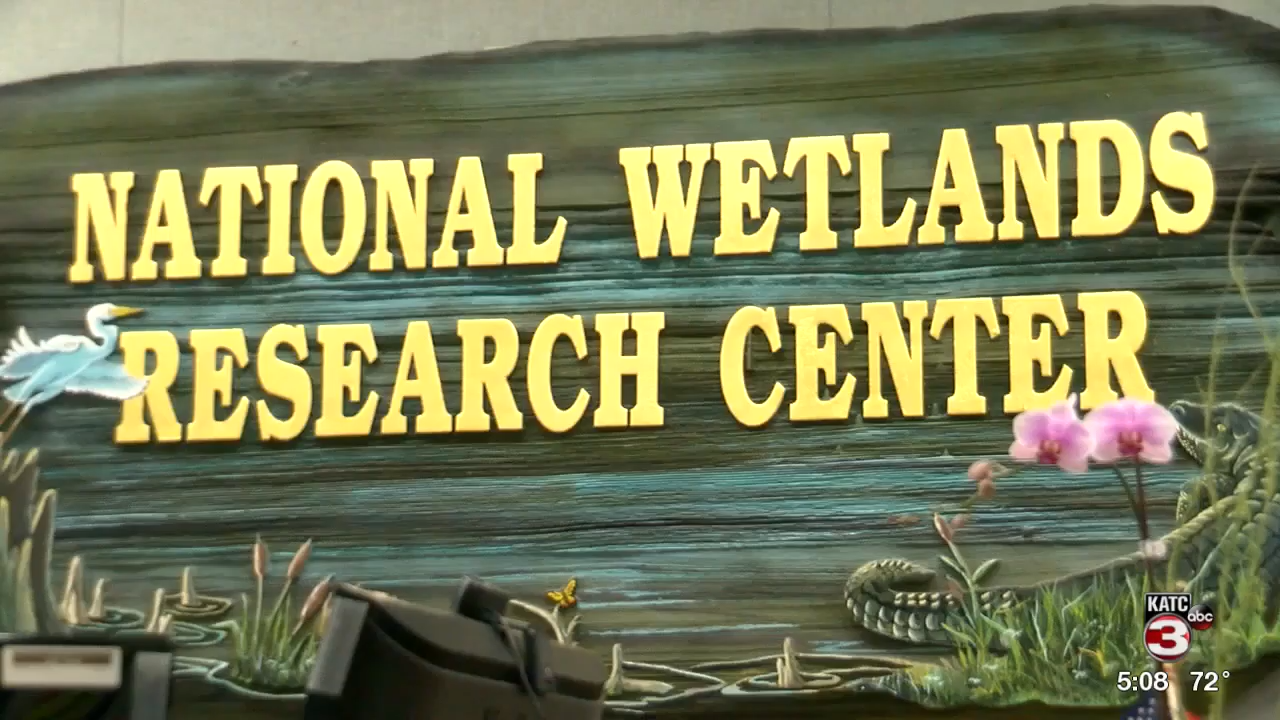 NATIONAL WETLANDS
RESEARCH CENTER
KATC
abc
3
5:08 72°